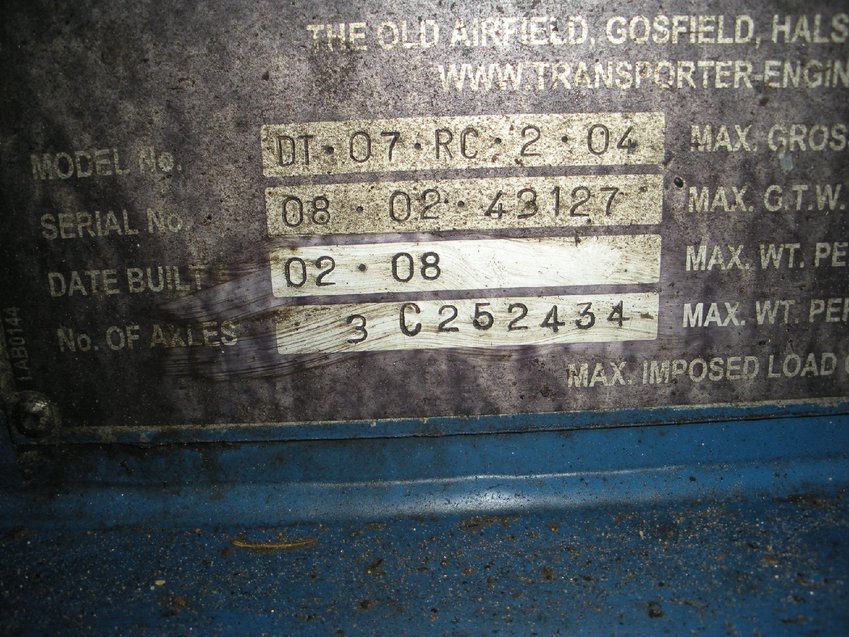 THE OLD AIRFIELD, GOSFIELD, HALS
WWW.TRANSPORTER-ENGIN
MODEL No. DT·07·RC·2·04 MAX. GROS
SERIAL No. 08·02·43127 MAX. G.T.W.
DATE BUILT 02·08 MAX. WT. PE
No. OF AXLES 3 C252434 MAX. WT. PER
MAX. IMPOSED LOAD
LAB0144